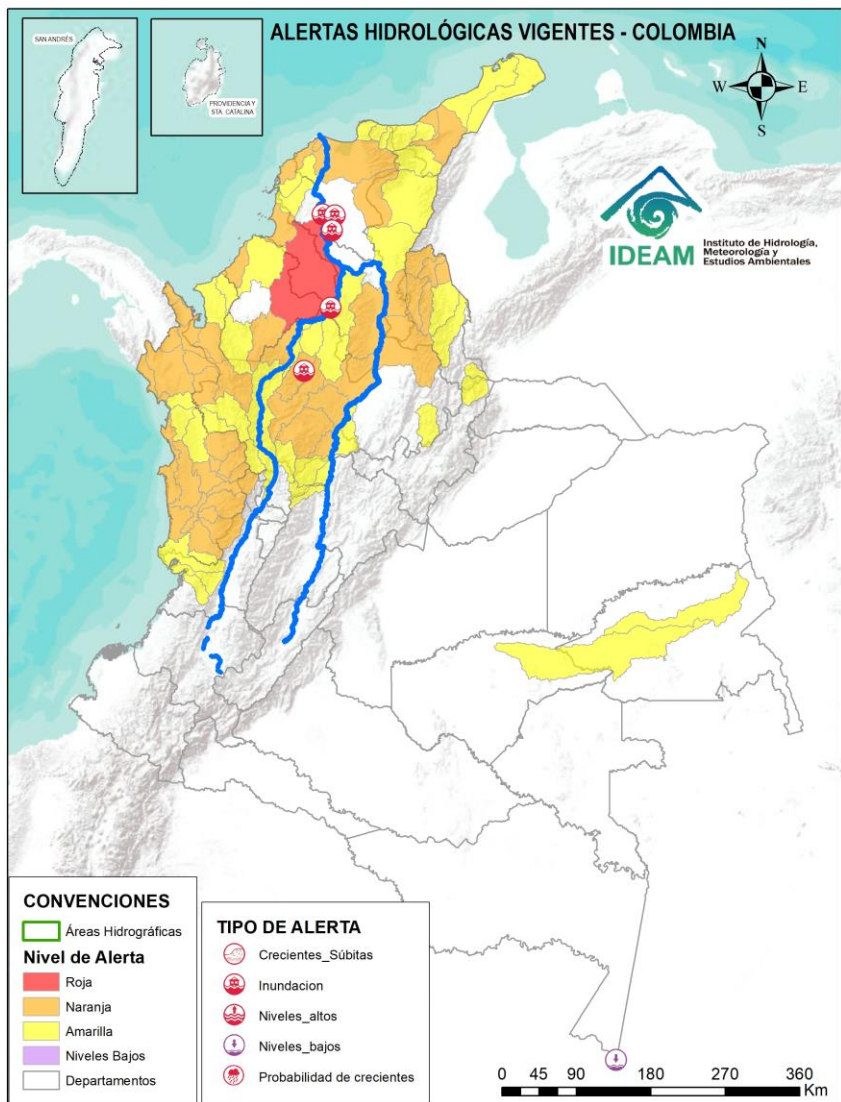 ALERTAS HIDROLÓGICAS VIGENTES - COLOMBIA
SAN ANDRÉS
PROVIDENCIA Y
STA. CATALINA
N
W
E
S
IDEAM
Instituto de Hidrología,
Meteorología y
Estudios Ambientales
CONVENCIONES
Áreas Hidrográficas
Nivel de Alerta
Roja
Naranja
Amarilla
Niveles Bajos
Departamentos
TIPO DE ALERTA
Crecientes_Súbitas
Inundacion
Niveles_altos
Niveles_bajos
Probabilidad de crecientes
0 45 90 180 270 360
Km